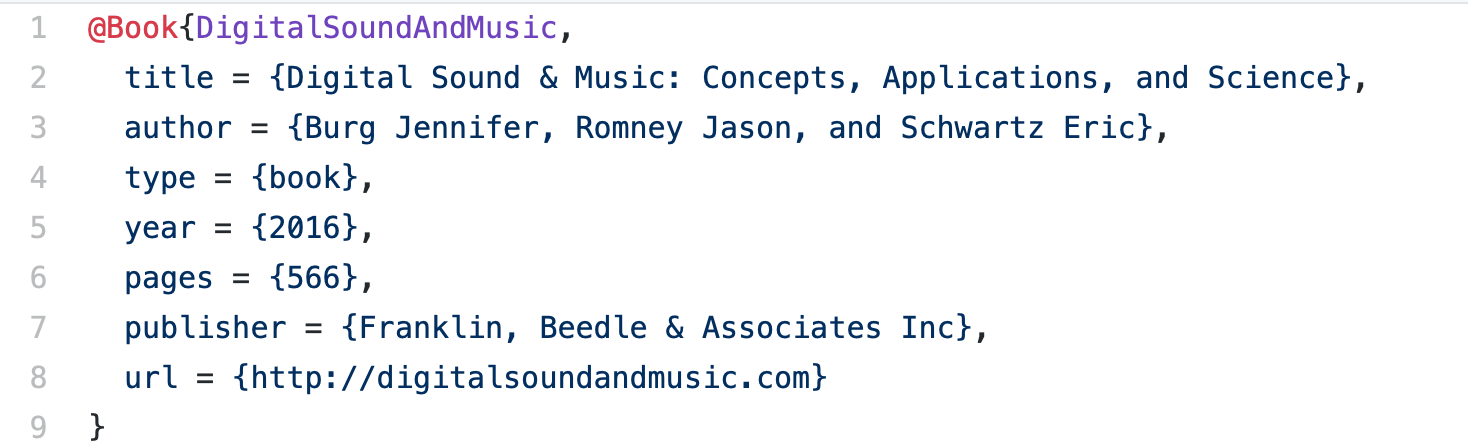 1 @Book{DigitalSoundAndMusic,
2 title = {Digital Sound & Music: Concepts, Applications, and Science},
3 author = {Burg Jennifer, Romney Jason, and Schwartz Eric},
4 type = {book},
5 year = {2016},
6 pages = {566},
7 publisher = {Franklin, Beedle & Associates Inc},
8 url = {http://digitalsoundandmusic.com}
9 }